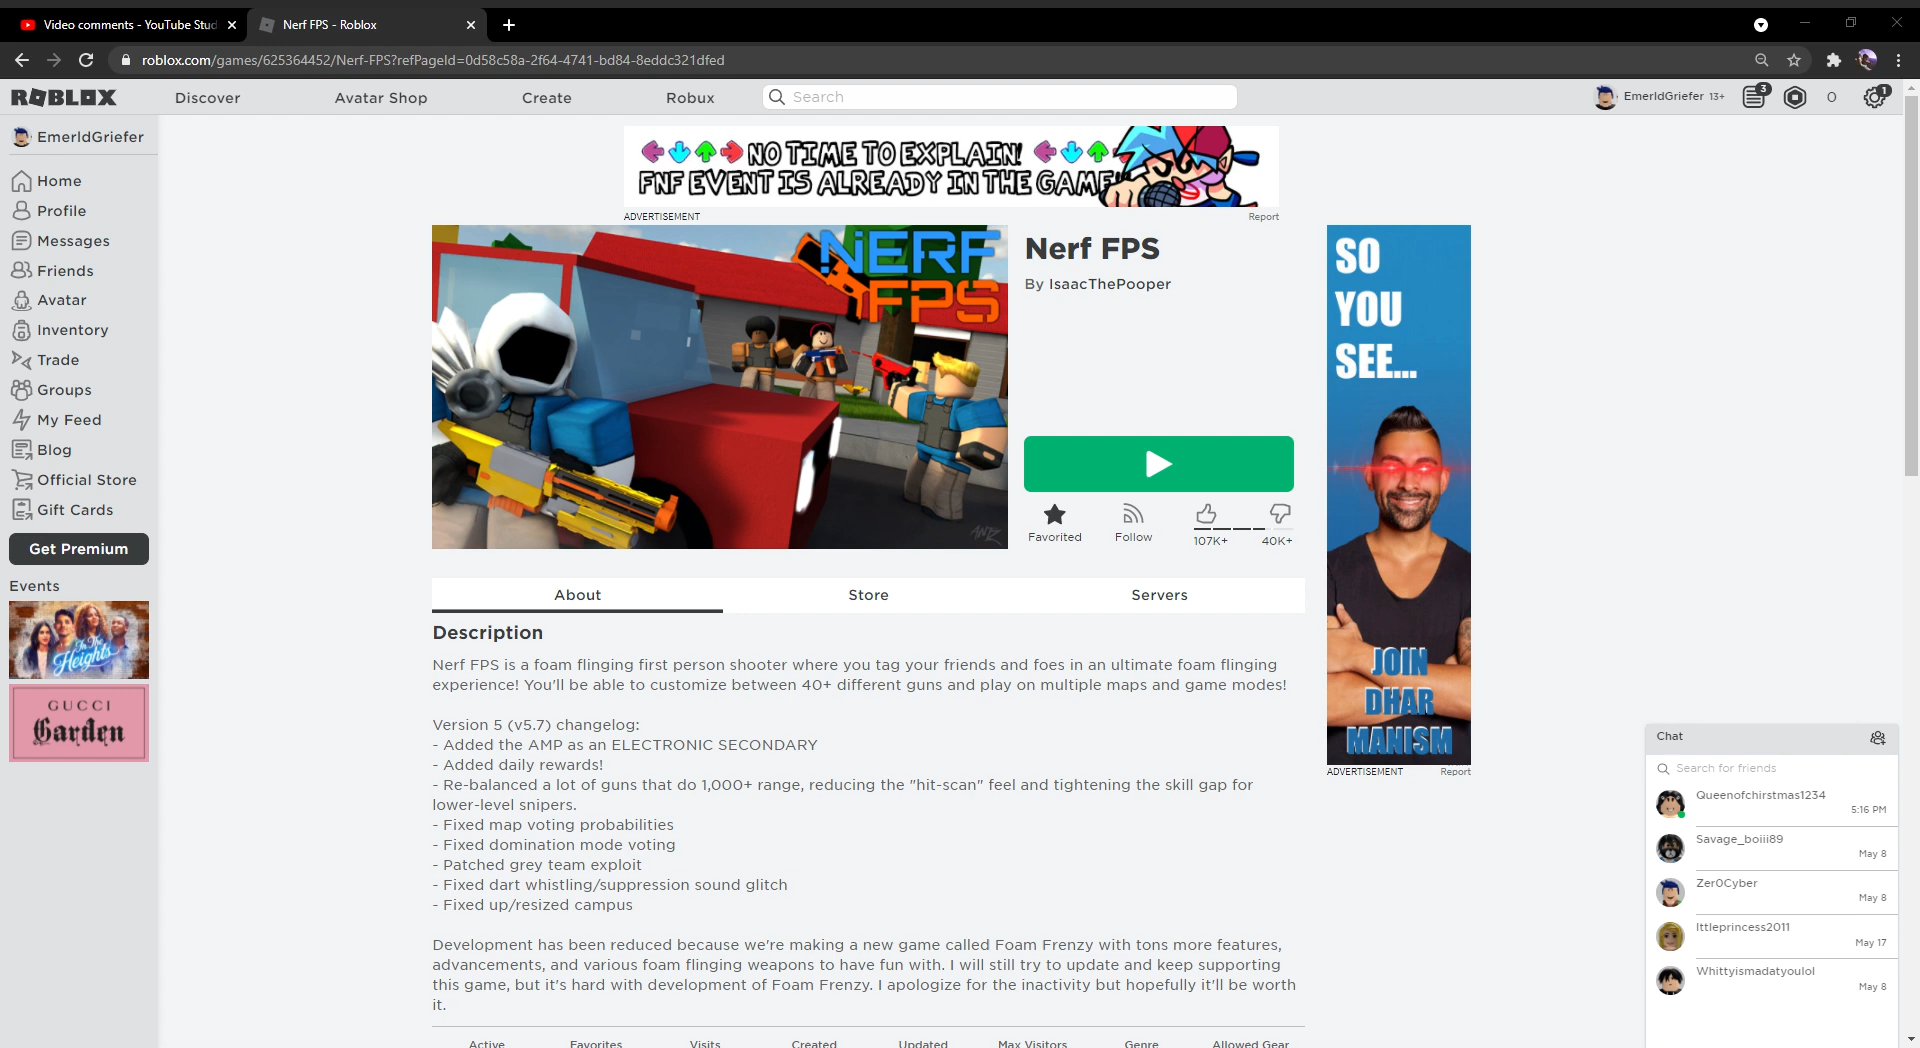 Video comments - YouTube Stud
Nerf FPS - Roblox
roblox.com/games/625364452/Nerf-FPS?refPageId=0d58c58a-2f64-4741-bd84-8eddc321dfed
ROBLOX
Discover
Avatar Shop
Create
Robux
Search
EmerldGriefer 13+
3
0
1
EmerldGriefer
Home
Profile
Messages
Friends
Avatar
Inventory
Trade
Groups
My Feed
Blog
Official Store
Gift Cards
Get Premium
Events
In The
Heights
GUCCI
Garden
NO TIME TO EXPLAIN!
FNF EVENT IS ALREADY IN THE GAME!
ADVERTISEMENT
Report
NERF
FPS
Nerf FPS
By IsaacThePooper
Favorited
Follow
107K+
40K+
About
Store
Servers
Description
Nerf FPS is a foam flinging first person shooter where you tag your friends and foes in an ultimate foam flinging
experience! You'll be able to customize between 40+ different guns and play on multiple maps and game modes!
Version 5 (v5.7) changelog:
- Added the AMP as an ELECTRONIC SECONDARY
- Added daily rewards!
- Re-balanced a lot of guns that do 1,000+ range, reducing the "hit-scan" feel and tightening the skill gap for
lower-level snipers.
- Fixed map voting probabilities
- Fixed domination mode voting
- Patched grey team exploit
- Fixed dart whistling/suppression sound glitch
- Fixed up/resized campus
Development has been reduced because we're making a new game called Foam Frenzy with tons more features,
advancements, and various foam flinging weapons to have fun with. I will still try to update and keep supporting
this game, but it's hard with development of Foam Frenzy. I apologize for the inactivity but hopefully it'll be worth
it.
Active
Favorites
Visits
Created
Updated
Max Visitors
Genre
Allowed Gear
SO
YOU
SEE...
JOIN
DHAR
MANISM
ADVERTISEMENT
Report
Chat
Search for friends
Queenofchirstmas1234
5:16 PM
Savage_boiii89
May 8
Zer0Cyber
May 8
Ittleprincess2011
May 17
Whittyismadatyoulol
May 8